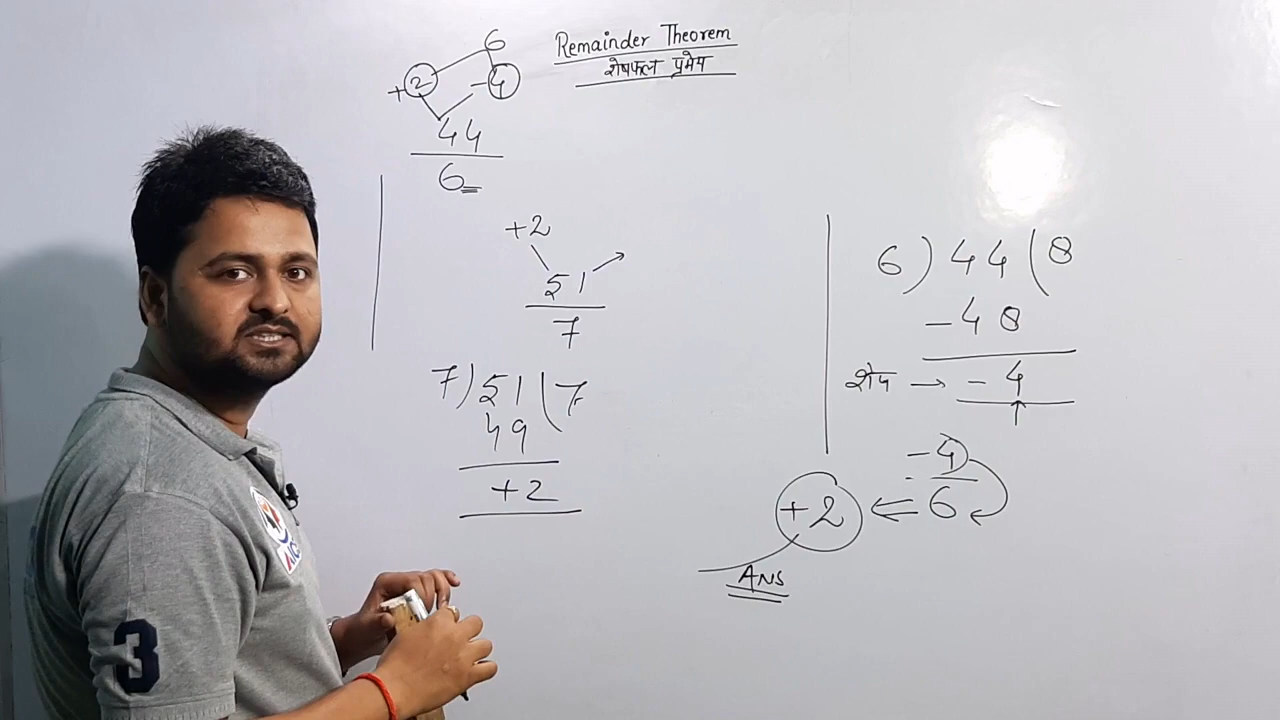 Remainder Theorem
शेषफल प्रमेय
6
+2 -4
44
6
+2
51
7
7)51(7
49
+2
6)44(8
-48
शेष → -4
-4
+2 ⇐ 6
ANS
3